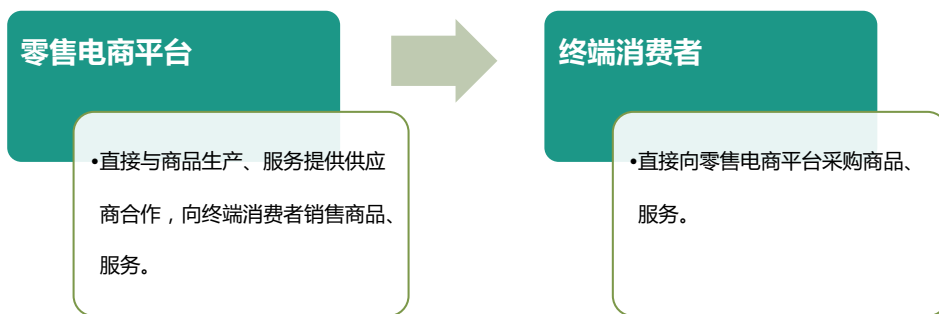 零售电商平台
终端消费者
•直接与商品生产、服务提供供应
商合作，向终端消费者销售商品、
服务。
•直接向零售电商平台采购商品、
服务。